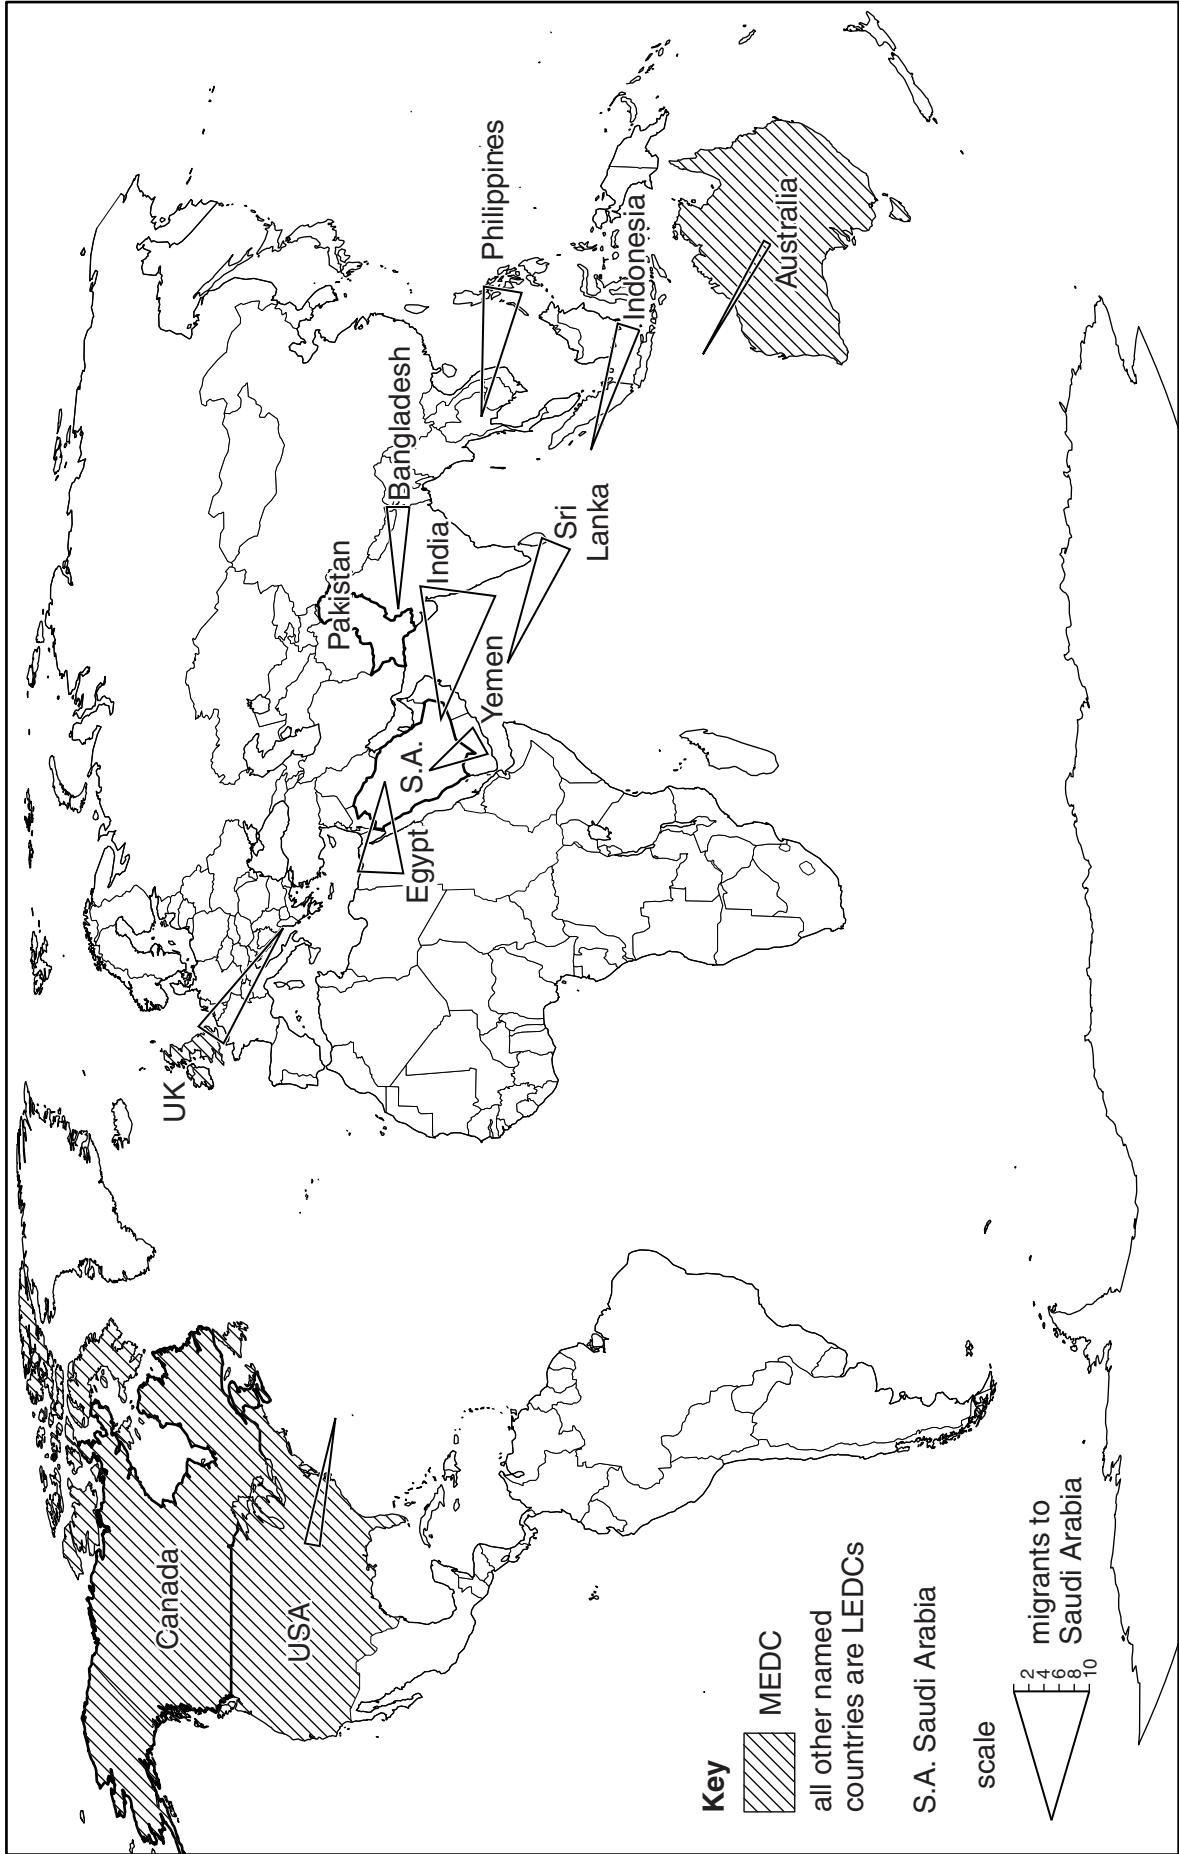 Canada
USA
UK
Egypt
S.A.
Yemen
Pakistan
India
Bangladesh
Sri
Lanka
Philippines
Indonesia
Australia
Key
MEDC
all other named
countries are LEDCs
S.A. Saudi Arabia
scale
2
4
6
8
10
migrants to
Saudi Arabia